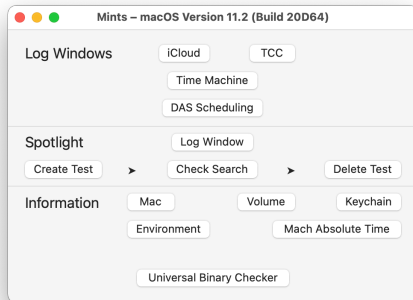 Mints – macOS Version 11.2 (Build 20D64)
Log Windows iCloud TCC
Time Machine
DAS Scheduling
Spotlight Log Window
Create Test ➤ Check Search ➤ Delete Test
Information Mac Volume Keychain
Environment Mach Absolute Time
Universal Binary Checker